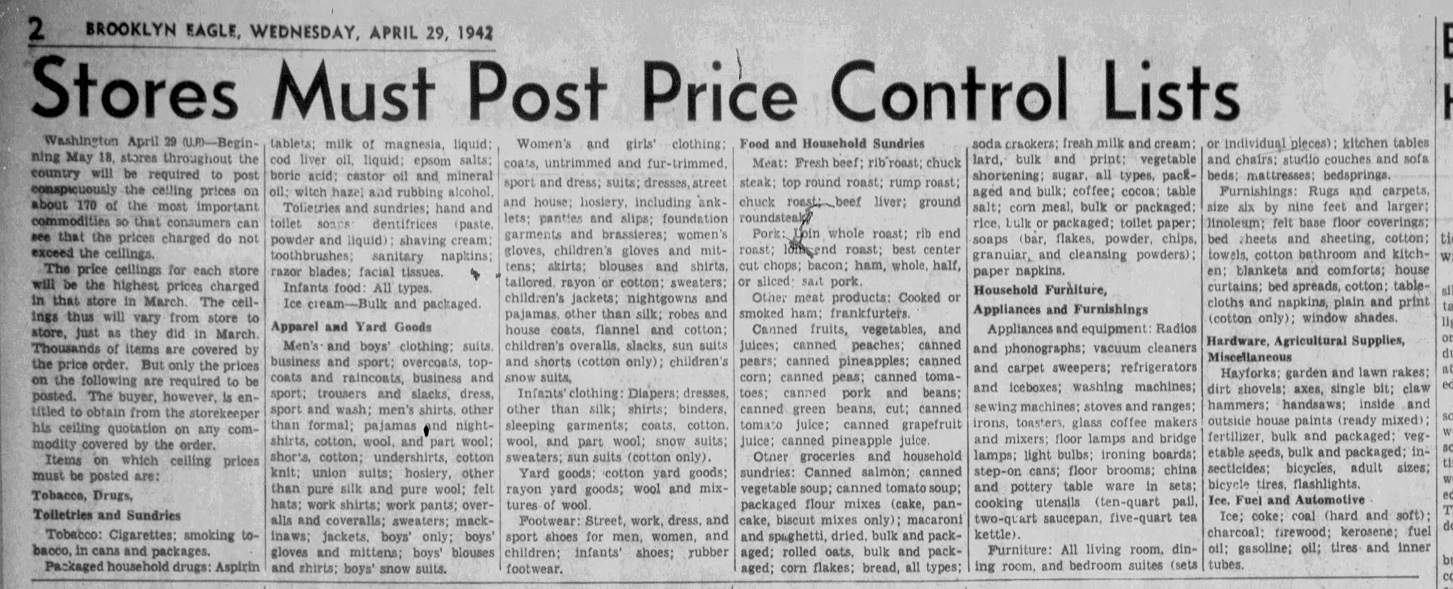 2 BROOKLYN EAGLE, WEDNESDAY, APRIL 29, 1942
Stores Must Post Price Control Lists
Washington April 29 (U.P.)—Begin-
ning May 18, stores throughout the
country will be required to post
conspicuously the ceiling prices on
about 170 of the most important
commodities so that consumers can
see that the prices charged do not
exceed the ceilings.
The price ceilings for each store
will be the highest prices charged
in that store in March. The ceil-
ings thus will vary from store to
store, just as they did in March.
Thousands of items are covered by
the price order. But only the prices
on the following are required to be
posted. The buyer, however, is en-
titled to obtain from the storekeeper
his ceiling quotation on any com-
modity covered by the order.
Items on which ceiling prices
must be posted are:
Tobacco, Drugs,
Toiletries and Sundries
Tobacco: Cigarettes; smoking to-
bacco, in cans and packages.
Packaged household drugs: Aspirin
tablets; milk of magnesia, liquid;
cod liver oil, liquid; epsom salts;
boric acid; castor oil and mineral
oil; witch hazel and rubbing alcohol,
Toiletries and sundries; hand and
toilet soaps dentifrices (paste,
powder and liquid); shaving cream;
toothbrushes; sanitary napkins;
razor blades; facial tissues.
Infants food: All types.
Ice cream—Bulk and packaged.
Apparel and Yard Goods
Men's and boys' clothing; suits,
business and sport; overcoats, top-
coats and raincoats, business and
sport; trousers and slacks, dress,
sport and wash; men's shirts, other
than formal; pajamas and night-
shirts, cotton, wool, and part wool;
shorts, cotton; undershirts, cotton
knit; union suits; hosiery, other
than pure silk and pure wool; felt
hats; work shirts; work pants; over-
alls and coveralls; sweaters; mack-
inaws; jackets, boys' only; boys'
gloves and mittens; boys' blouses
and shirts; boys' snow suits.
Women's and girls' clothing;
coats, untrimmed and fur-trimmed,
sport and dress; suits; dresses, street
and house; hosiery, including ank-
lets; panties and slips; foundation
garments and brassieres; women's
gloves, children's gloves and mit-
tens; skirts; blouses and shirts,
tailored, rayon or cotton; sweaters;
children's jackets; nightgowns and
pajamas, other than silk; robes and
house coats, flannel and cotton;
children's overalls, slacks, sun suits
and shorts (cotton only); children's
snow suits,
Infants' clothing: Diapers; dresses,
other than silk; shirts; binders,
sleeping garments; coats, cotton,
wool, and part wool; snow suits;
sweaters; sun suits (cotton only).
Yard goods; cotton yard goods;
rayon yard goods; wool and mix-
tures of wool.
Footwear: Street, work, dress, and
sport shoes for men, women, and
children; infants' shoes; rubber
footwear.
Food and Household Sundries
Meat: Fresh beef; rib roast; chuck
steak; top round roast; rump roast;
chuck roast; beef liver; ground
roundsteak;
Pork: Loin whole roast; rib end
roast; loin end roast; best center
cut chops; bacon; ham, whole, half,
or sliced; salt pork.
Other meat products: Cooked or
smoked ham; frankfurters.
Canned fruits, vegetables, and
juices; canned peaches; canned
pears; canned pineapples; canned
corn; canned peas; canned toma-
toes; canned pork and beans;
canned green beans, cut; canned
tomato juice; canned grapefruit
juice; canned pineapple juice.
Other groceries and household
sundries: Canned salmon; canned
vegetable soup; canned tomato soup;
packaged flour mixes (cake, pan-
cake, biscuit mixes only); macaroni
and spaghetti, dried, bulk and pack-
aged; rolled oats, bulk and pack-
aged; corn flakes; bread, all types;
soda crackers; fresh milk and cream;
lard, bulk and print; vegetable
shortening; sugar, all types, pack-
aged and bulk; coffee; cocoa; table
salt; corn meal, bulk or packaged;
rice, bulk or packaged; toilet paper;
soaps (bar, flakes, powder, chips,
granular, and cleansing powders);
paper napkins.
Household Furniture,
Appliances and Furnishings
Appliances and equipment: Radios
and phonographs; vacuum cleaners
and carpet sweepers; refrigerators
and iceboxes; washing machines;
sewing machines; stoves and ranges;
irons, toasters, glass coffee makers
and mixers; floor lamps and bridge
lamps; light bulbs; ironing boards;
step-on cans; floor brooms; china
and pottery table ware in sets;
cooking utensils (ten-quart pail,
two-quart saucepan, five-quart tea
kettle).
Furniture: All living room, din-
ing room, and bedroom suites (sets
or individual pieces); kitchen tables
and chairs; studio couches and sofa
beds; mattresses; bedsprings.
Furnishings: Rugs and carpets,
size six by nine feet and larger;
linoleum; felt base floor coverings;
bed sheets and sheeting, cotton;
towels, cotton bathroom and kitch-
en; blankets and comforts; house
curtains; bed spreads, cotton; table-
cloths and napkins, plain and print
(cotton only); window shades.
Hardware, Agricultural Supplies,
Miscellaneous
Hayforks; garden and lawn rakes;
dirt shovels; axes, single bit; claw
hammers; handsaws; inside and
outside house paints (ready mixed);
fertilizer, bulk and packaged; veg-
etable seeds, bulk and packaged; in-
secticides; bicycles, adult sizes;
bicycle tires, flashlights.
Ice, Fuel and Automotive
Ice; coke; coal (hard and soft);
charcoal; firewood; kerosene; fuel
oil; gasoline; oil; tires and inner
tubes.